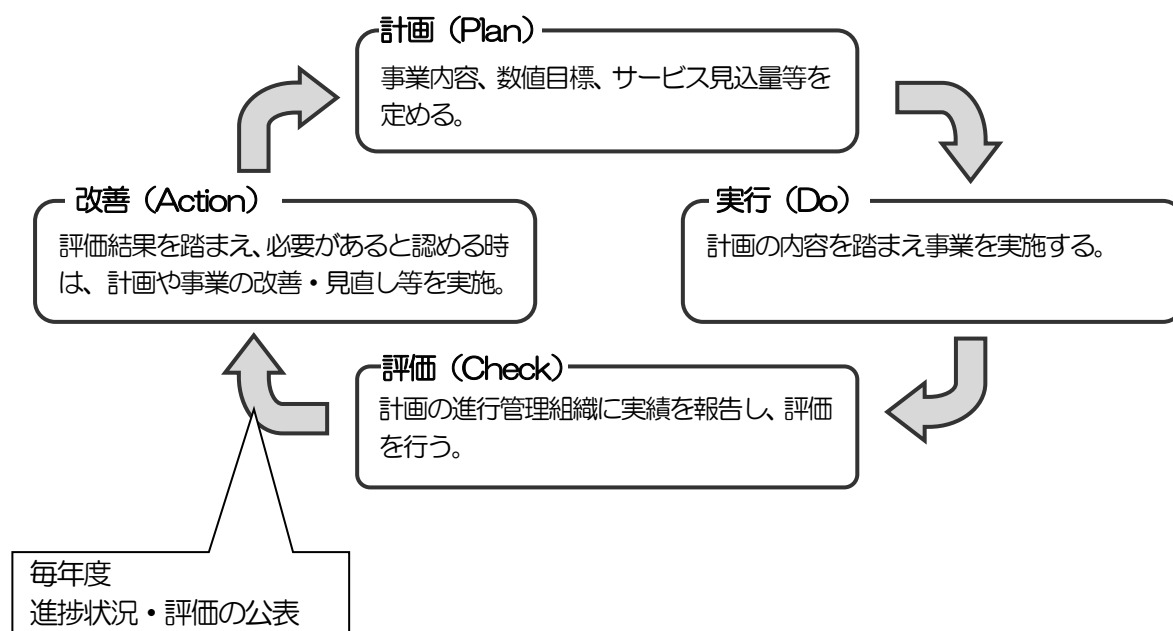 計画（Plan）
事業内容、数値目標、サービス見込量等を
定める。
改善（Action）
評価結果を踏まえ、必要があると認める時
は、計画や事業の改善・見直し等を実施。
実行（Do）
計画の内容を踏まえ事業を実施する。
評価（Check）
計画の進行管理組織に実績を報告し、評価
を行う。
毎年度
進捗状況・評価の公表